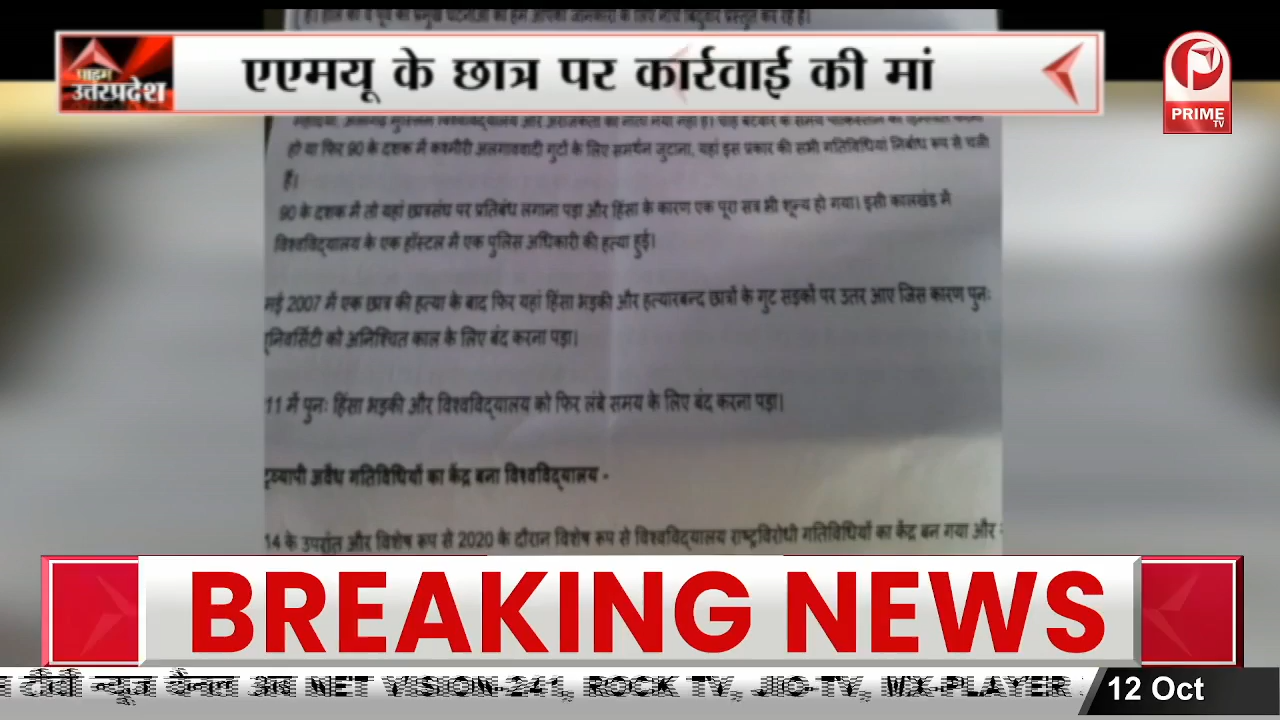 एएमयू के छात्र पर कार्रवाई की मां
प्राइम
उत्तरप्रदेश
PRIME
TV
हो या फिर 90 के दशक में कश्मीरी अलगाववादी गुटों के लिए समर्थन जुटाना, यहां इस प्रकार की सभी गतिविधियां निर्बाध रूप से चली
हैं।
90 के दशक में तो यहां छात्रसंघ पर प्रतिबंध लगाना पड़ा और हिंसा के कारण एक पूरा सत्र भी शून्य हो गया। इसी कालखंड में
विश्वविद्यालय के एक हॉस्टल में एक पुलिस अधिकारी की हत्या हुई।
मई 2007 में एक छात्र की हत्या के बाद फिर यहां हिंसा भड़की और हत्यारबन्द छात्रों के गुट सड़कों पर उतर आए जिस कारण पुनः
निवर्सिटी को अनिश्चित काल के लिए बंद करना पड़ा।
11 में पुनः हिंसा भड़की और विश्वविद्यालय को फिर लंबे समय के लिए बंद करना पड़ा।
व्यापी अवैध गतिविधियों का केंद्र बना विश्वविद्यालय -
14 के उपरांत और विशेष रूप से 2020 के दौरान विशेष रूप से विश्वविद्यालय राष्ट्रविरोधी गतिविधियों का केंद्र बन गया और
BREAKING NEWS
टीवी न्यूज चैनल अब NET VISION-241, ROCK TV, JIO-TV, MX-PLAYER
12 Oct